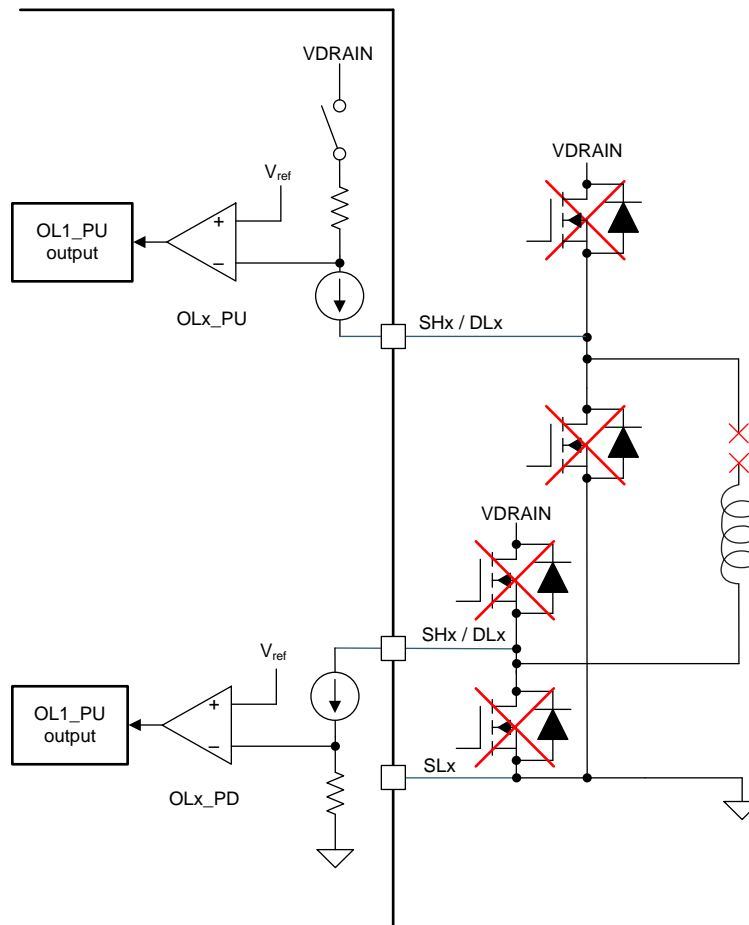 VDRAIN
Vref
+
−
OL1_PU
output
OLx_PU
VDRAIN
SHx / DLx
VDRAIN
SHx / DLx
Vref
+
−
OL1_PU
output
OLx_PD
SLx